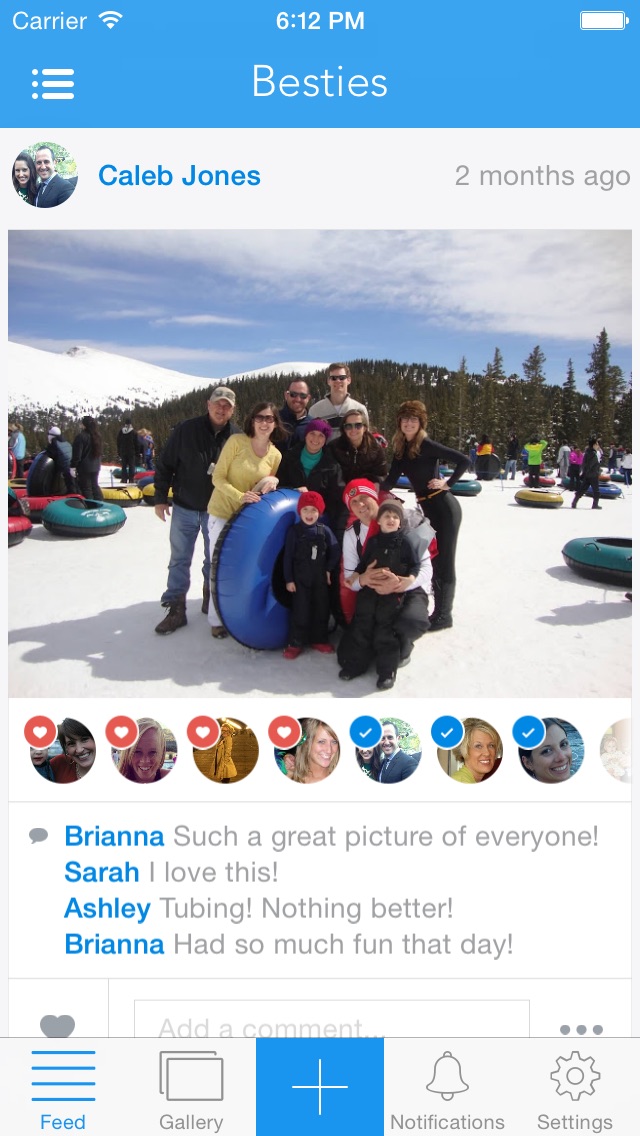 Carrier 6:12 PM
Besties
Caleb Jones 2 months ago
Brianna Such a great picture of everyone!
Sarah I love this!
Ashley Tubing! Nothing better!
Brianna Had so much fun that day!
Add a comment...
Feed Gallery Notifications Settings